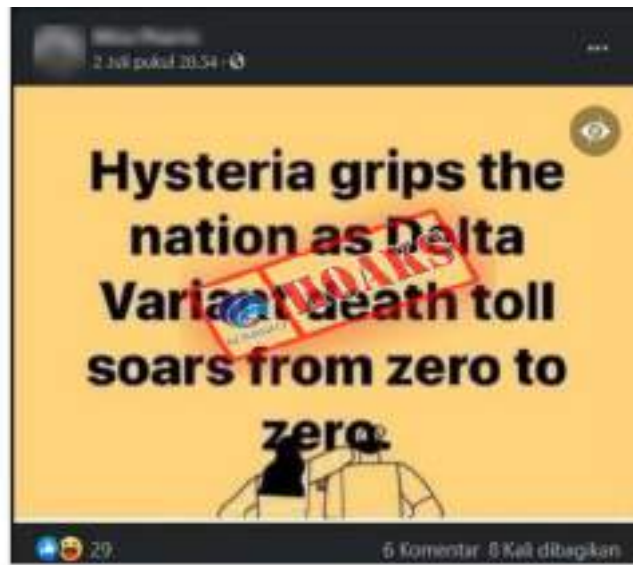 2 Juli pukul 20.54
Hysteria grips the
nation as Delta
Variant death toll
soars from zero to
zero.
HOAKS
29
6 Komentar 8 Kali dibagikan